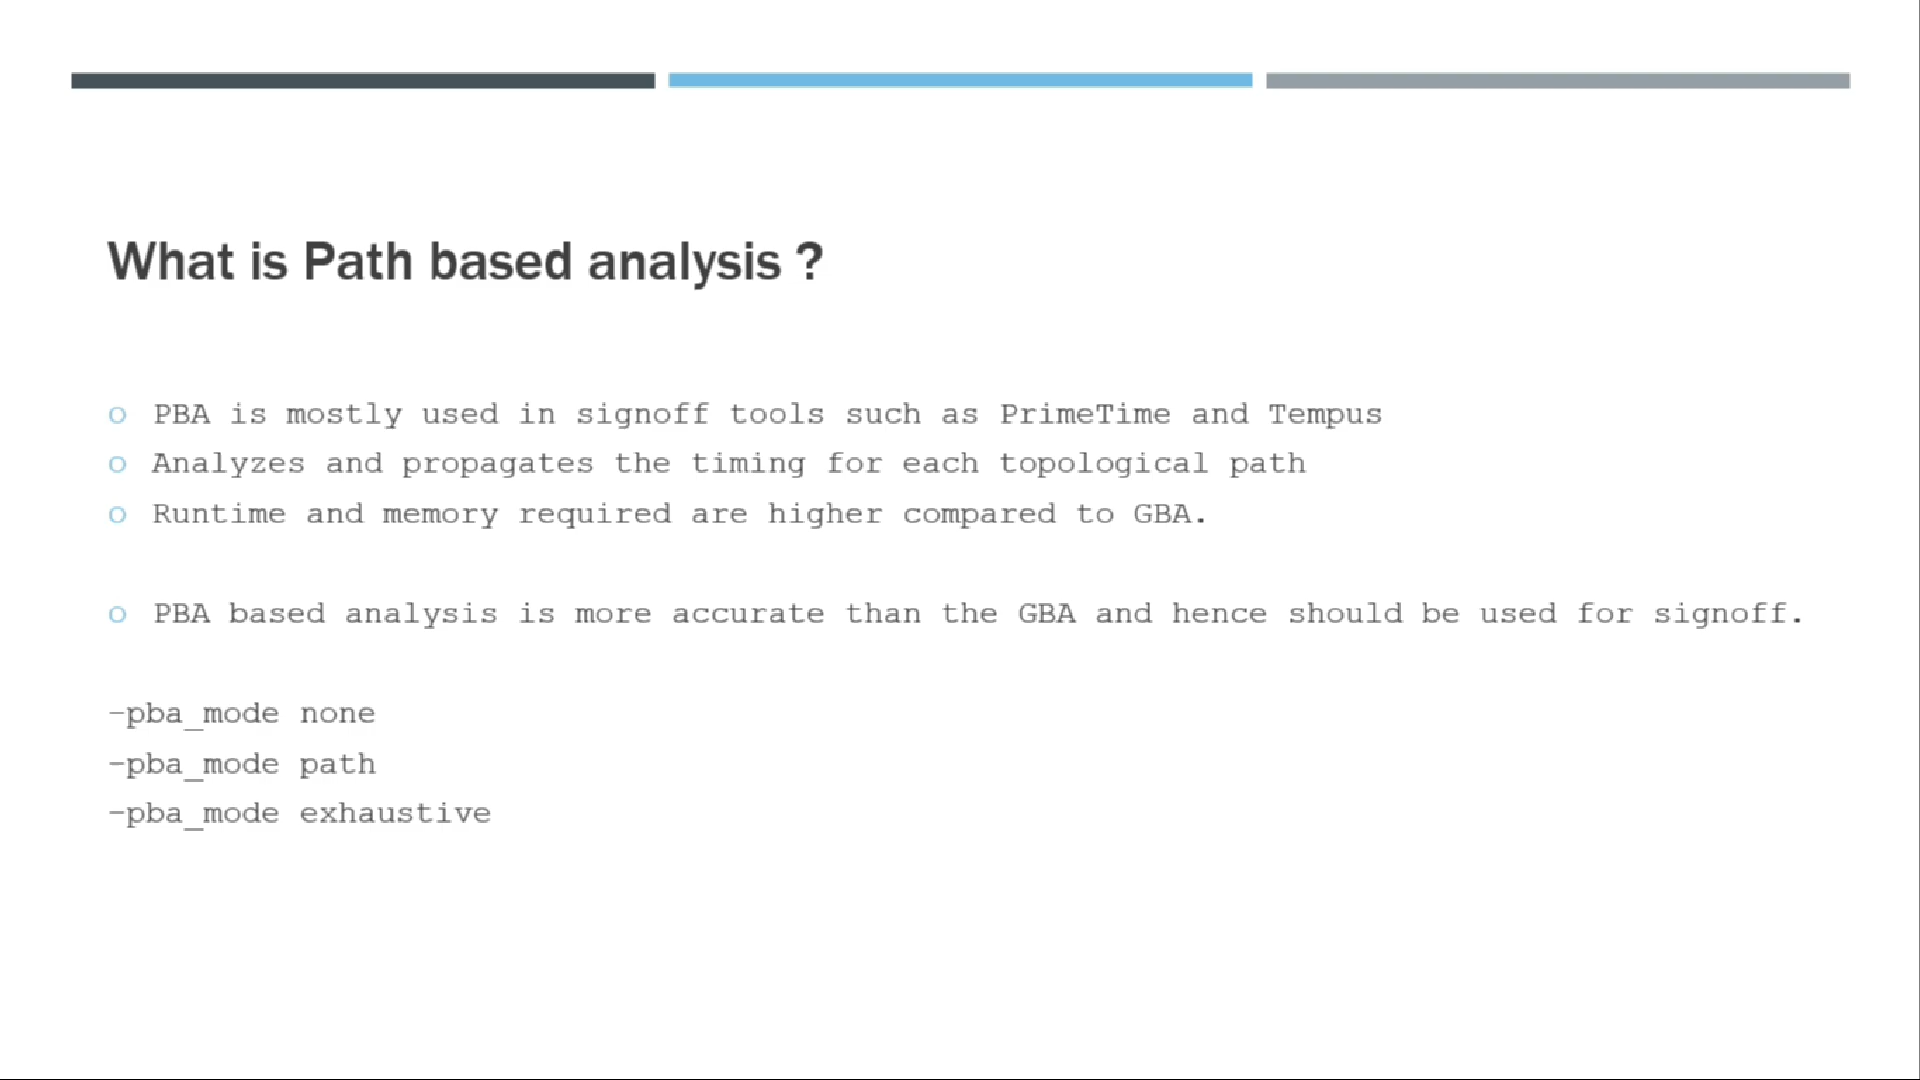 What is Path based analysis ?
o PBA is mostly used in signoff tools such as PrimeTime and Tempus
o Analyzes and propagates the timing for each topological path
o Runtime and memory required are higher compared to GBA.
o PBA based analysis is more accurate than the GBA and hence should be used for signoff.
-pba_mode none
-pba_mode path
-pba_mode exhaustive